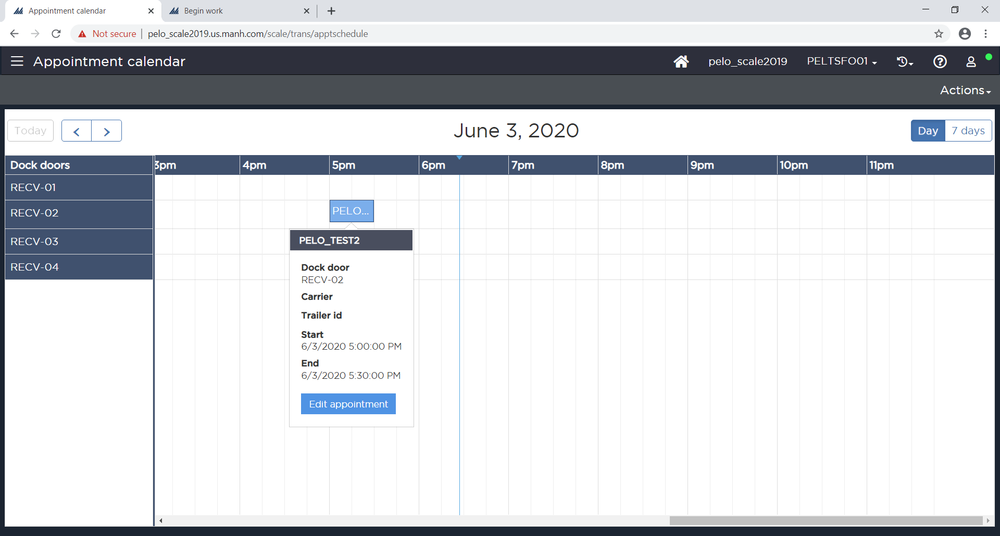 Appointment calendar
Begin work
Not secure pelo_scale2019.us.manh.com/scale/trans/apptschedule
Appointment calendar
pelo_scale2019
PELTSFO01
Actions
Today
June 3, 2020
Day
7 days
Dock doors
3pm 4pm 5pm 6pm 7pm 8pm 9pm 10pm 11pm
RECV-01
RECV-02
PELO...
RECV-03
RECV-04
PELO_TEST2
Dock door
RECV-02
Carrier
Trailer id
Start
6/3/2020 5:00:00 PM
End
6/3/2020 5:30:00 PM
Edit appointment